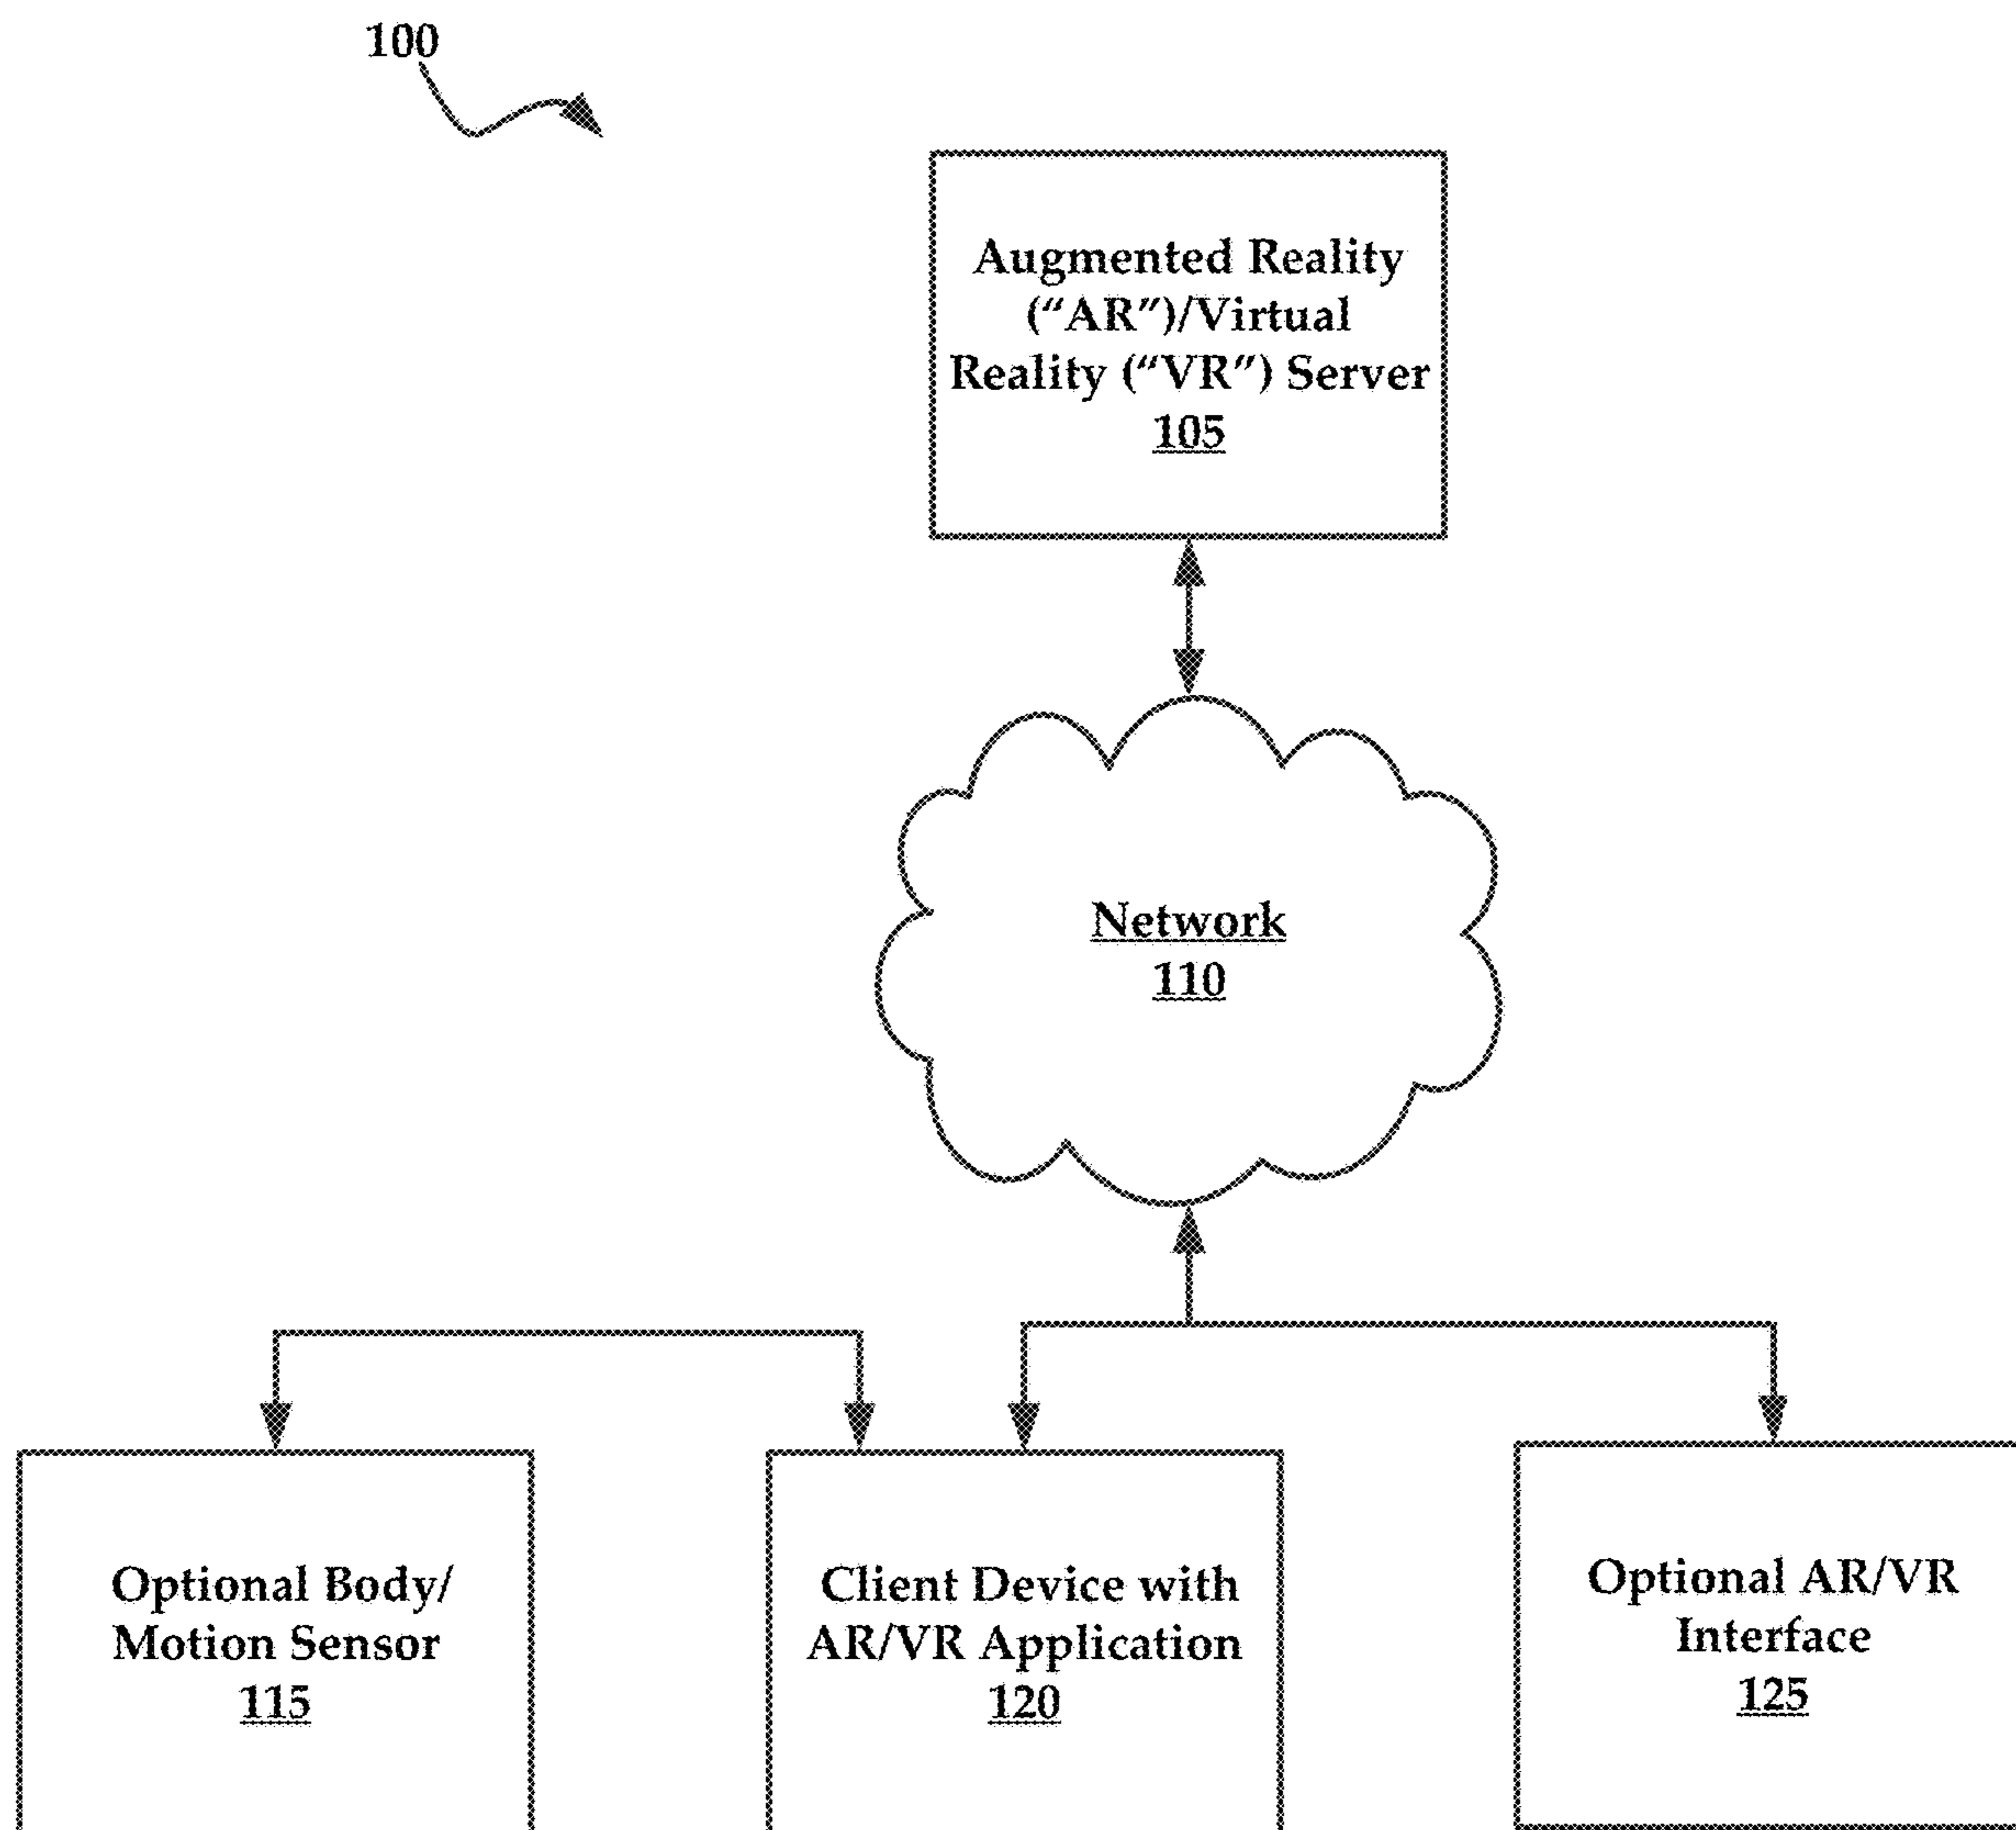 100
Augmented Reality
(“AR”)/Virtual
Reality (“VR”) Server
105
Network
110
Optional Body/
Motion Sensor
115
Client Device with
AR/VR Application
120
Optional AR/VR
Interface
125